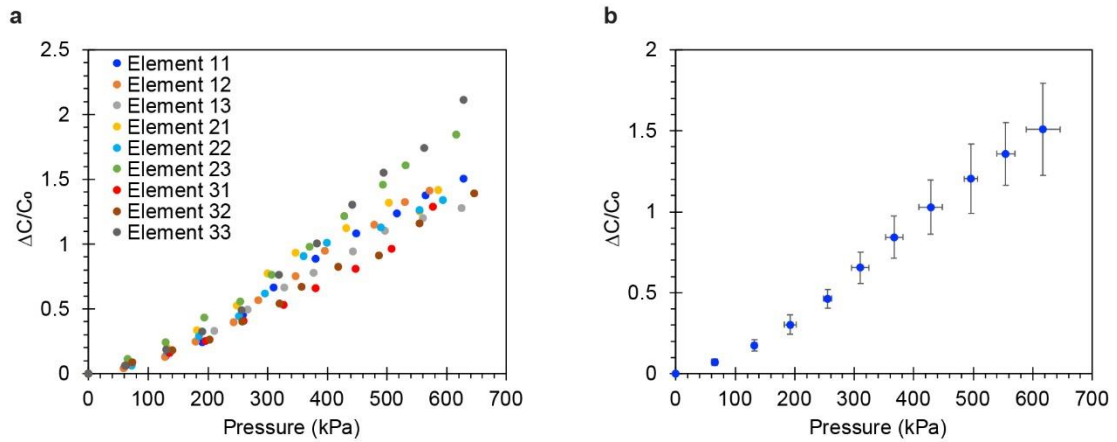 a
2.5
2
1.5
1
0.5
0
ΔC/C₀
Element 11
Element 12
Element 13
Element 21
Element 22
Element 23
Element 31
Element 32
Element 33
0 100 200 300 400 500 600 700
Pressure (kPa)
b
2
1.5
1
0.5
0
ΔC/C₀
0 100 200 300 400 500 600 700
Pressure (kPa)